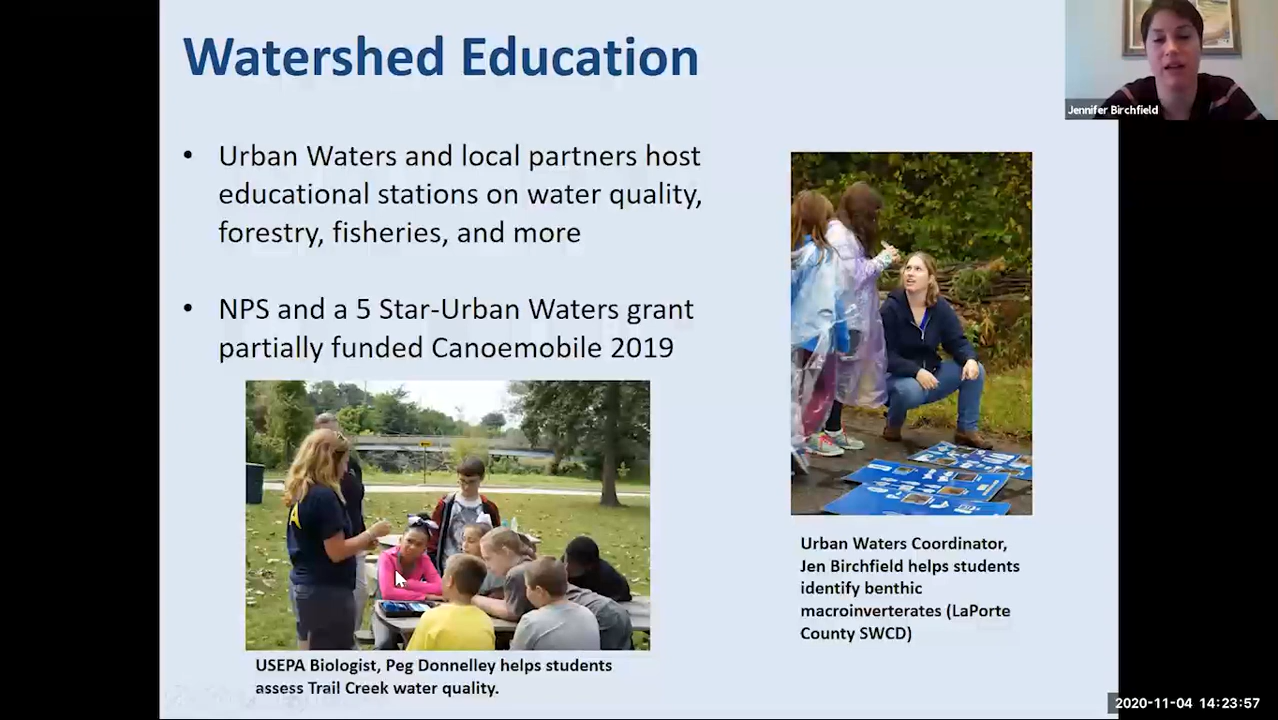 Watershed Education
Jennifer Birchfield
• Urban Waters and local partners host
educational stations on water quality,
forestry, fisheries, and more
• NPS and a 5 Star-Urban Waters grant
partially funded Canoemobile 2019
Urban Waters Coordinator,
Jen Birchfield helps students
identify benthic
macroinverterates (LaPorte
County SWCD)
USEPA Biologist, Peg Donnelley helps students
assess Trail Creek water quality.
2020-11-04 14:23:57